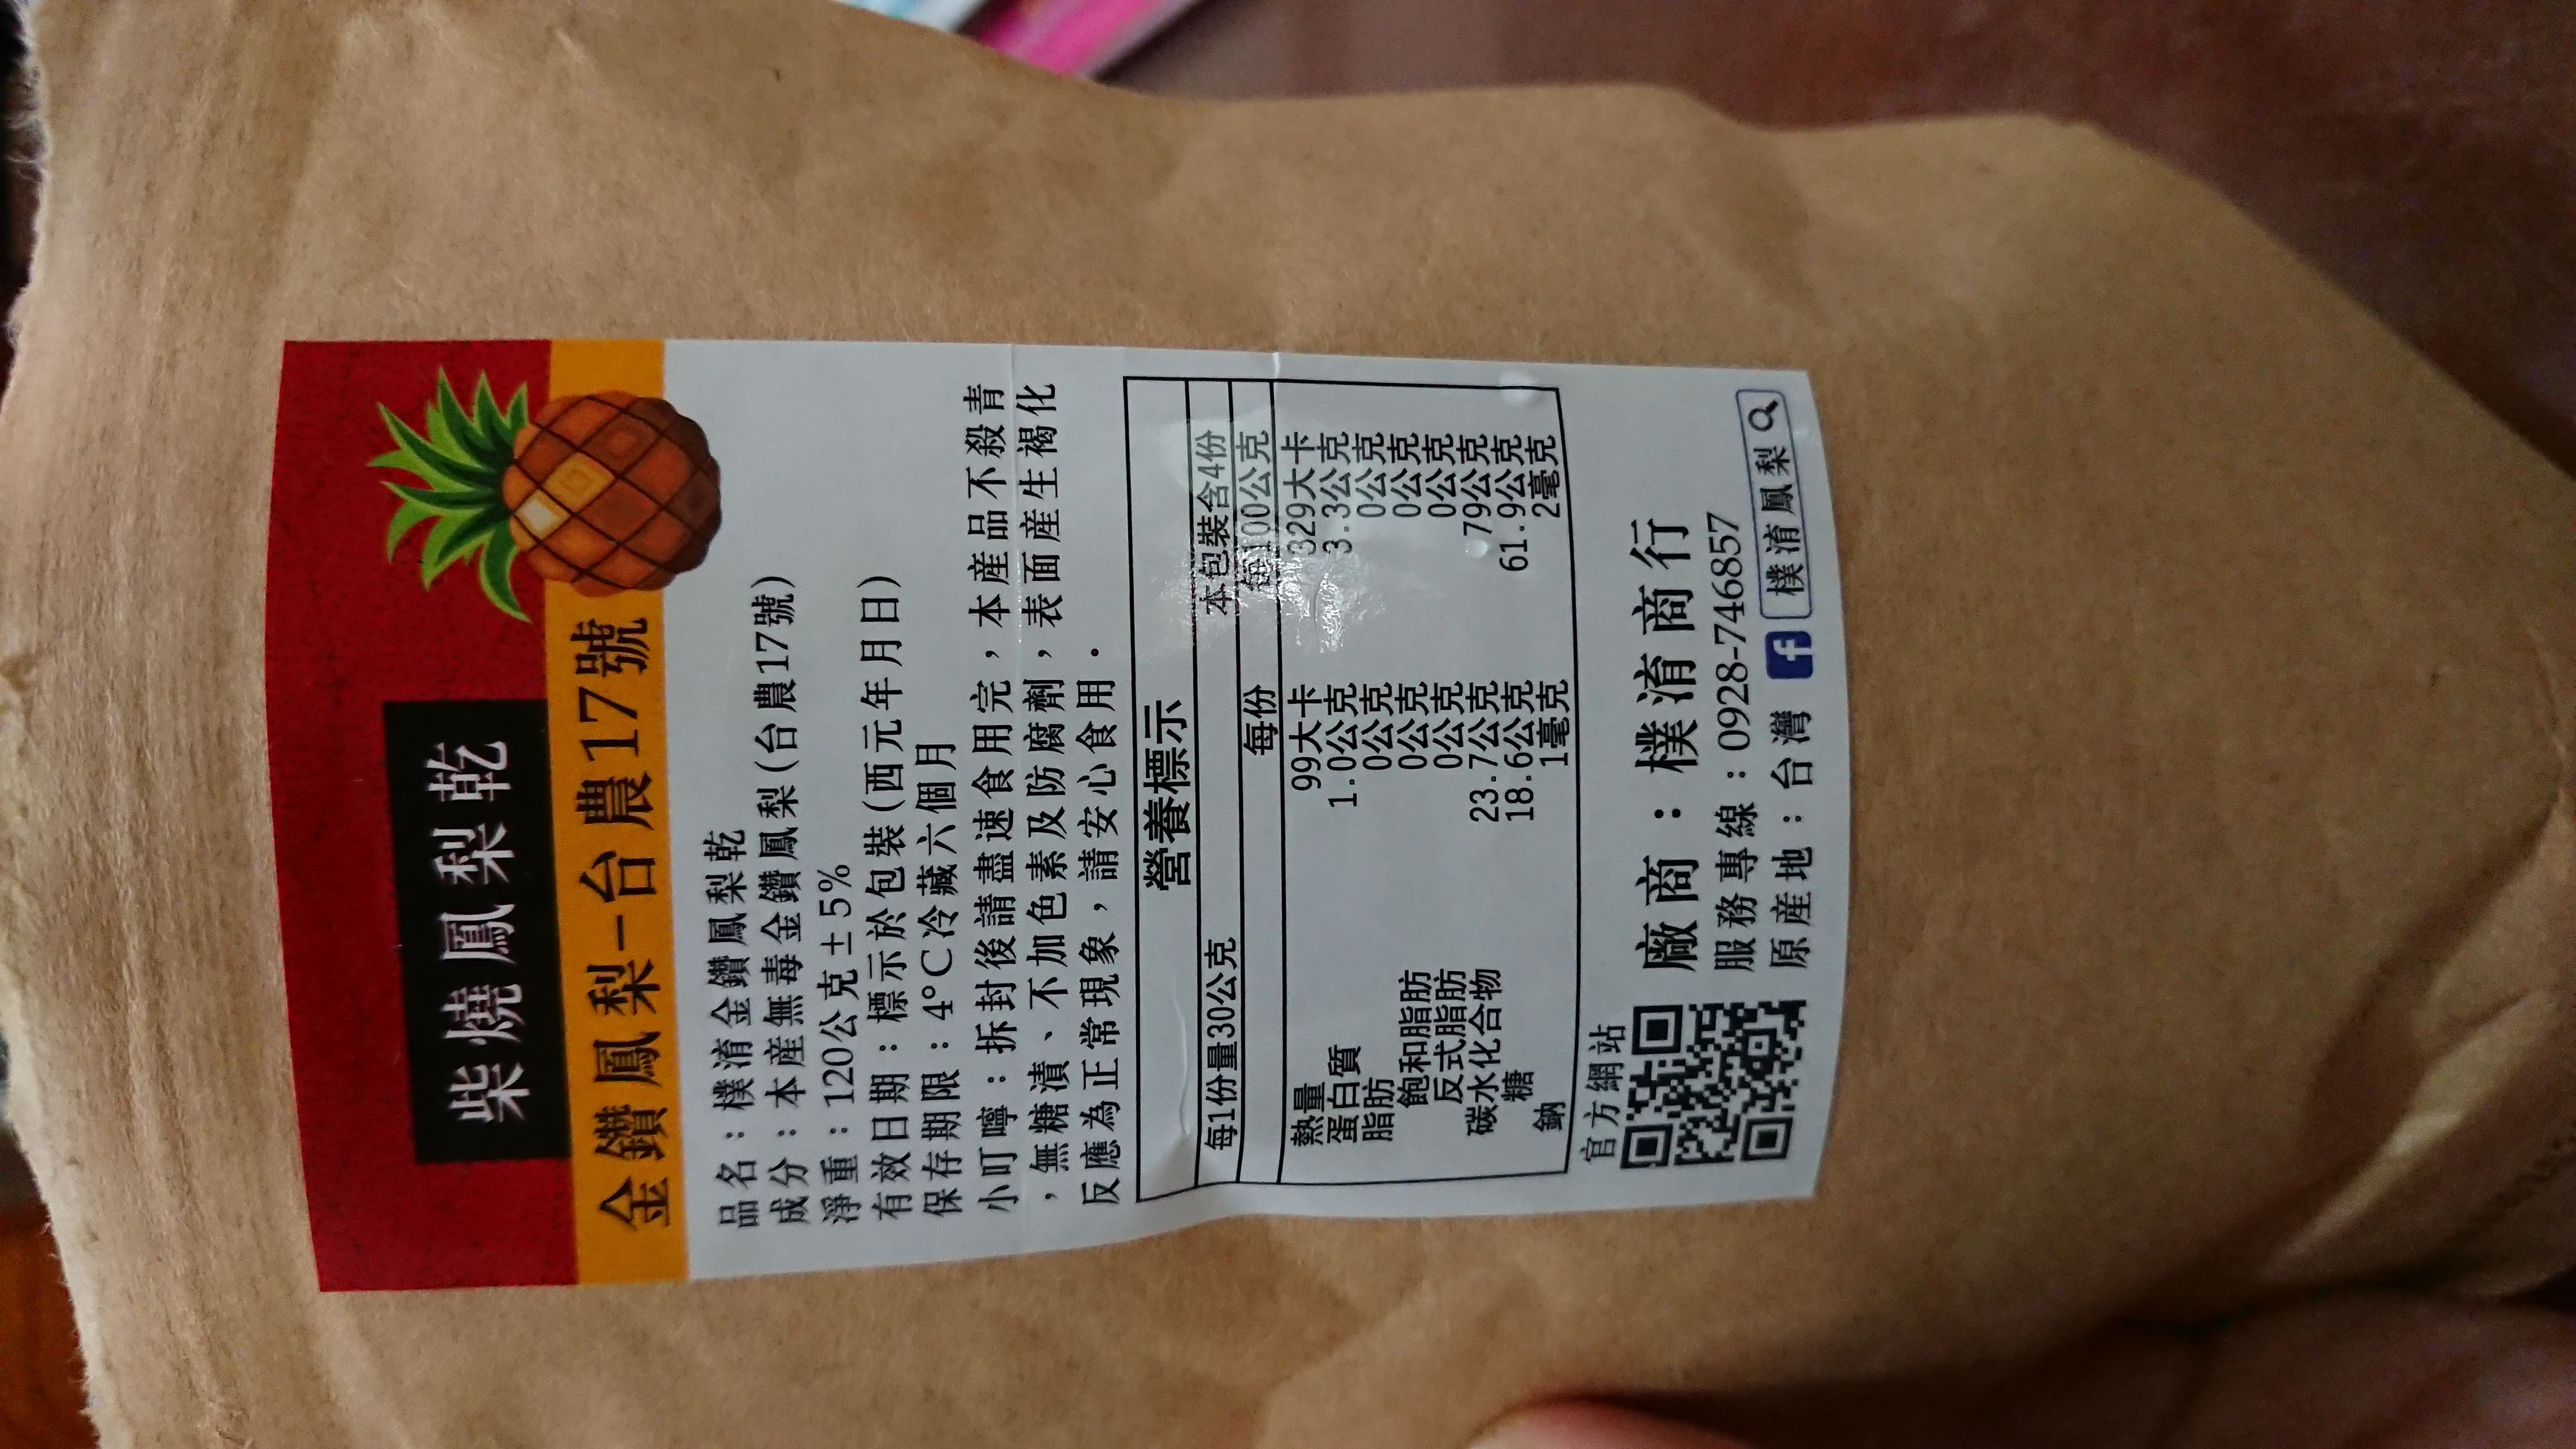 柴燒鳳梨乾
金鑽鳳梨-台農17號
品名：樸淯金鑽鳳梨乾
成分：本產無毒金鑽鳳梨(台農17號)
淨重：120公克±5%
有效日期：標示於包裝(西元年月日)
保存期限：4°C冷藏六個月
小叮嚀：拆封後請盡速食用完，本產品不殺青
，無糖漬、不加色素及防腐劑，表面產生褐化
反應為正常現象，請安心食用．
營養標示
每1份量30公克 本包裝含4份
每份 每100公克
熱量 99大卡 329大卡
蛋白質 1.0公克 3.3公克
脂肪 0公克 0公克
飽和脂肪 0公克 0公克
反式脂肪 0公克 0公克
碳水化合物 23.7公克 79公克
糖 18.6公克 61.9公克
鈉 1毫克 2毫克
官方網站
廠商：樸淯商行
服務專線：0928-746857
原產地：台灣 f 樸淯鳳梨